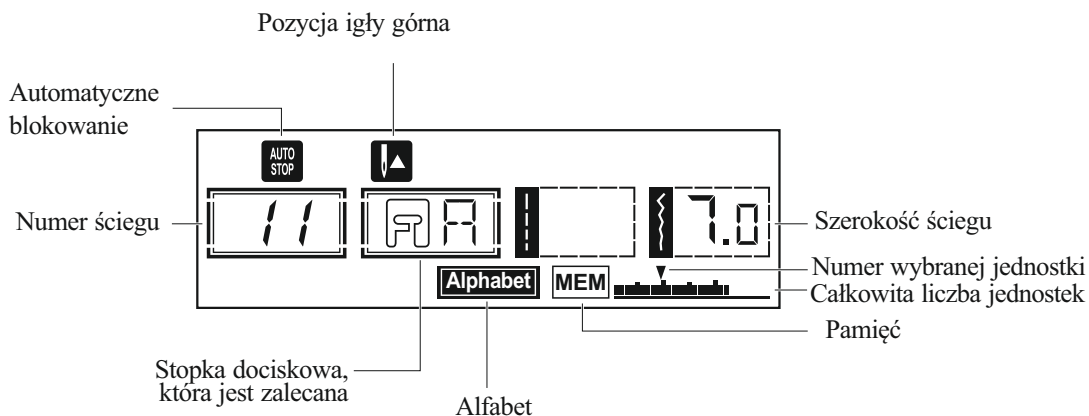 Pozycja igły górna
Automatyczne
blokowanie
AUTO
STOP
Numer ściegu
11
A
7.0
Szerokość ściegu
Alphabet
MEM
Numer wybranej jednostki
Całkowita liczba jednostek
Pamięć
Stopka dociskowa,
która jest zalecana
Alfabet